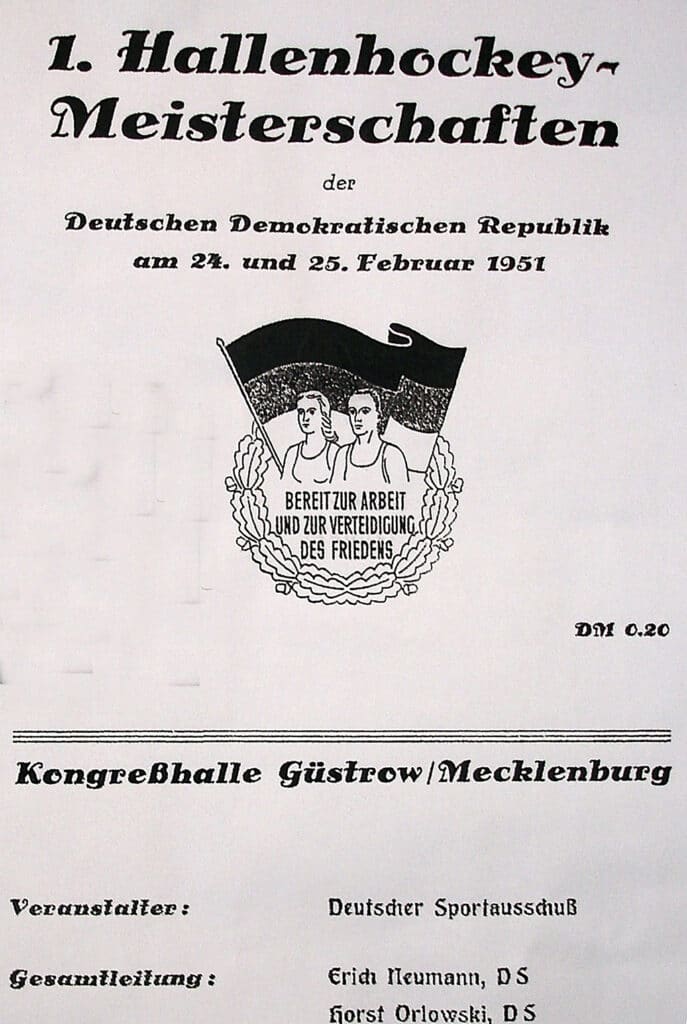 1. Hallenhockey-
Meisterschaften
der
Deutschen Demokratischen Republik
am 24. und 25. Februar 1951
BEREIT ZUR ARBEIT
UND ZUR VERTEIDIGUNG
DES FRIEDENS
DM 0.20
Kongreßhalle Güstrow/Mecklenburg
Veranstalter: Deutscher Sportausschuß
Gesamtleitung: Erich Neumann, DS
Horst Orlowski, DS